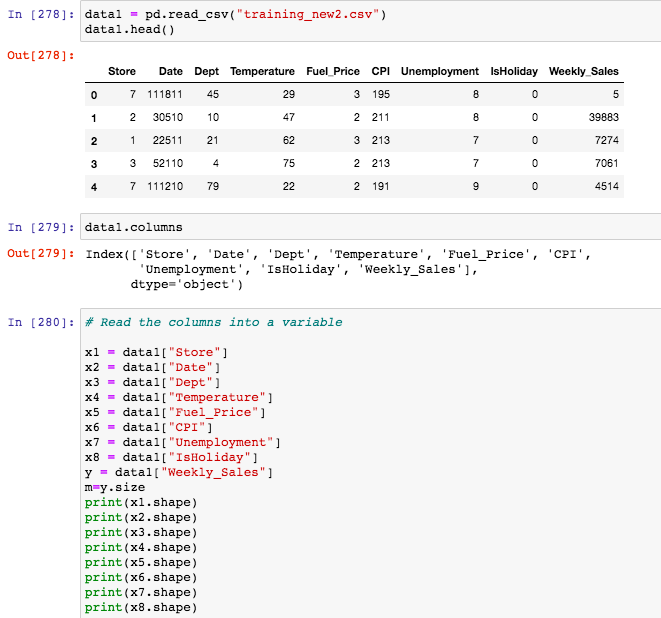 In [278]: data1 = pd.read_csv("training_new2.csv")
data1.head()
Out[278]:
Store Date Dept Temperature Fuel_Price CPI Unemployment IsHoliday Weekly_Sales
0 7 111811 45 29 3 195 8 0 5
1 2 30510 10 47 2 211 8 0 39883
2 1 22511 21 62 3 213 7 0 7274
3 3 52110 4 75 2 213 7 0 7061
4 7 111210 79 22 2 191 9 0 4514
In [279]: data1.columns
Out[279]: Index(['Store', 'Date', 'Dept', 'Temperature', 'Fuel_Price', 'CPI',
'Unemployment', 'IsHoliday', 'Weekly_Sales'],
dtype='object')
In [280]: # Read the columns into a variable
x1 = data1["Store"]
x2 = data1["Date"]
x3 = data1["Dept"]
x4 = data1["Temperature"]
x5 = data1["Fuel_Price"]
x6 = data1["CPI"]
x7 = data1["Unemployment"]
x8 = data1["IsHoliday"]
y = data1["Weekly_Sales"]
m=y.size
print(x1.shape)
print(x2.shape)
print(x3.shape)
print(x4.shape)
print(x5.shape)
print(x6.shape)
print(x7.shape)
print(x8.shape)